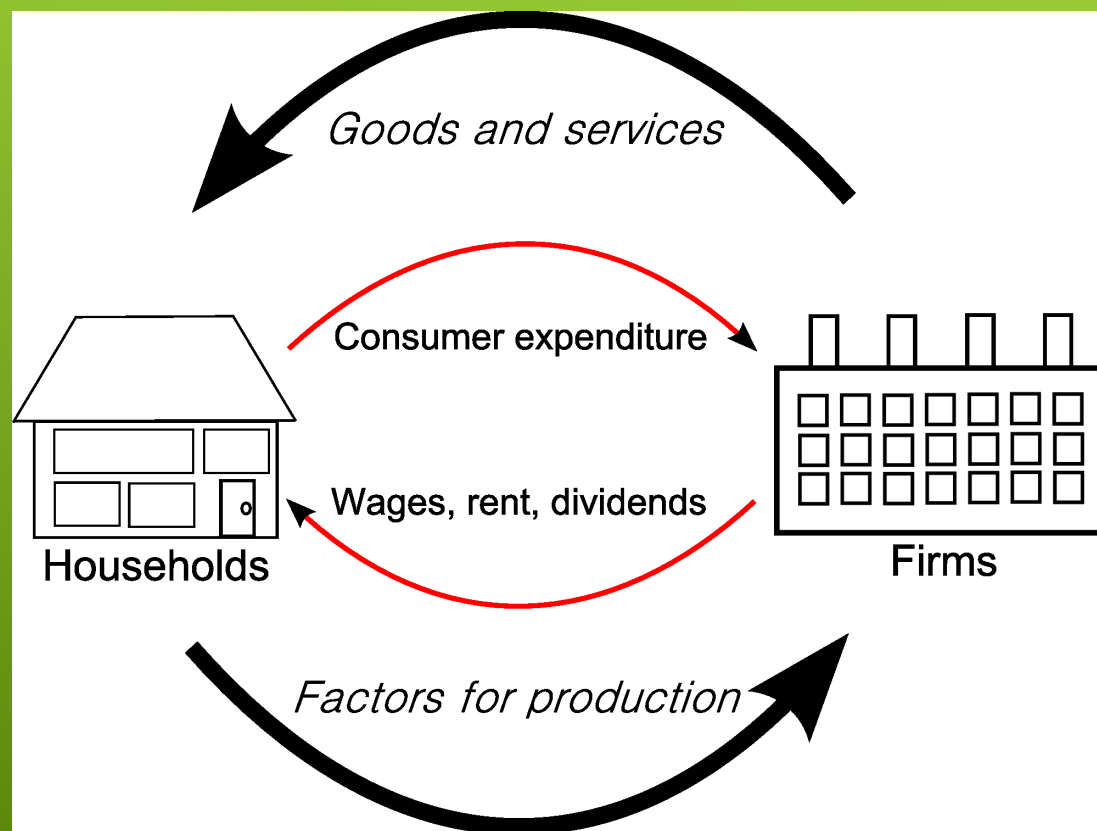 Goods and services
Consumer expenditure
Wages, rent, dividends
Households
Firms
Factors for production